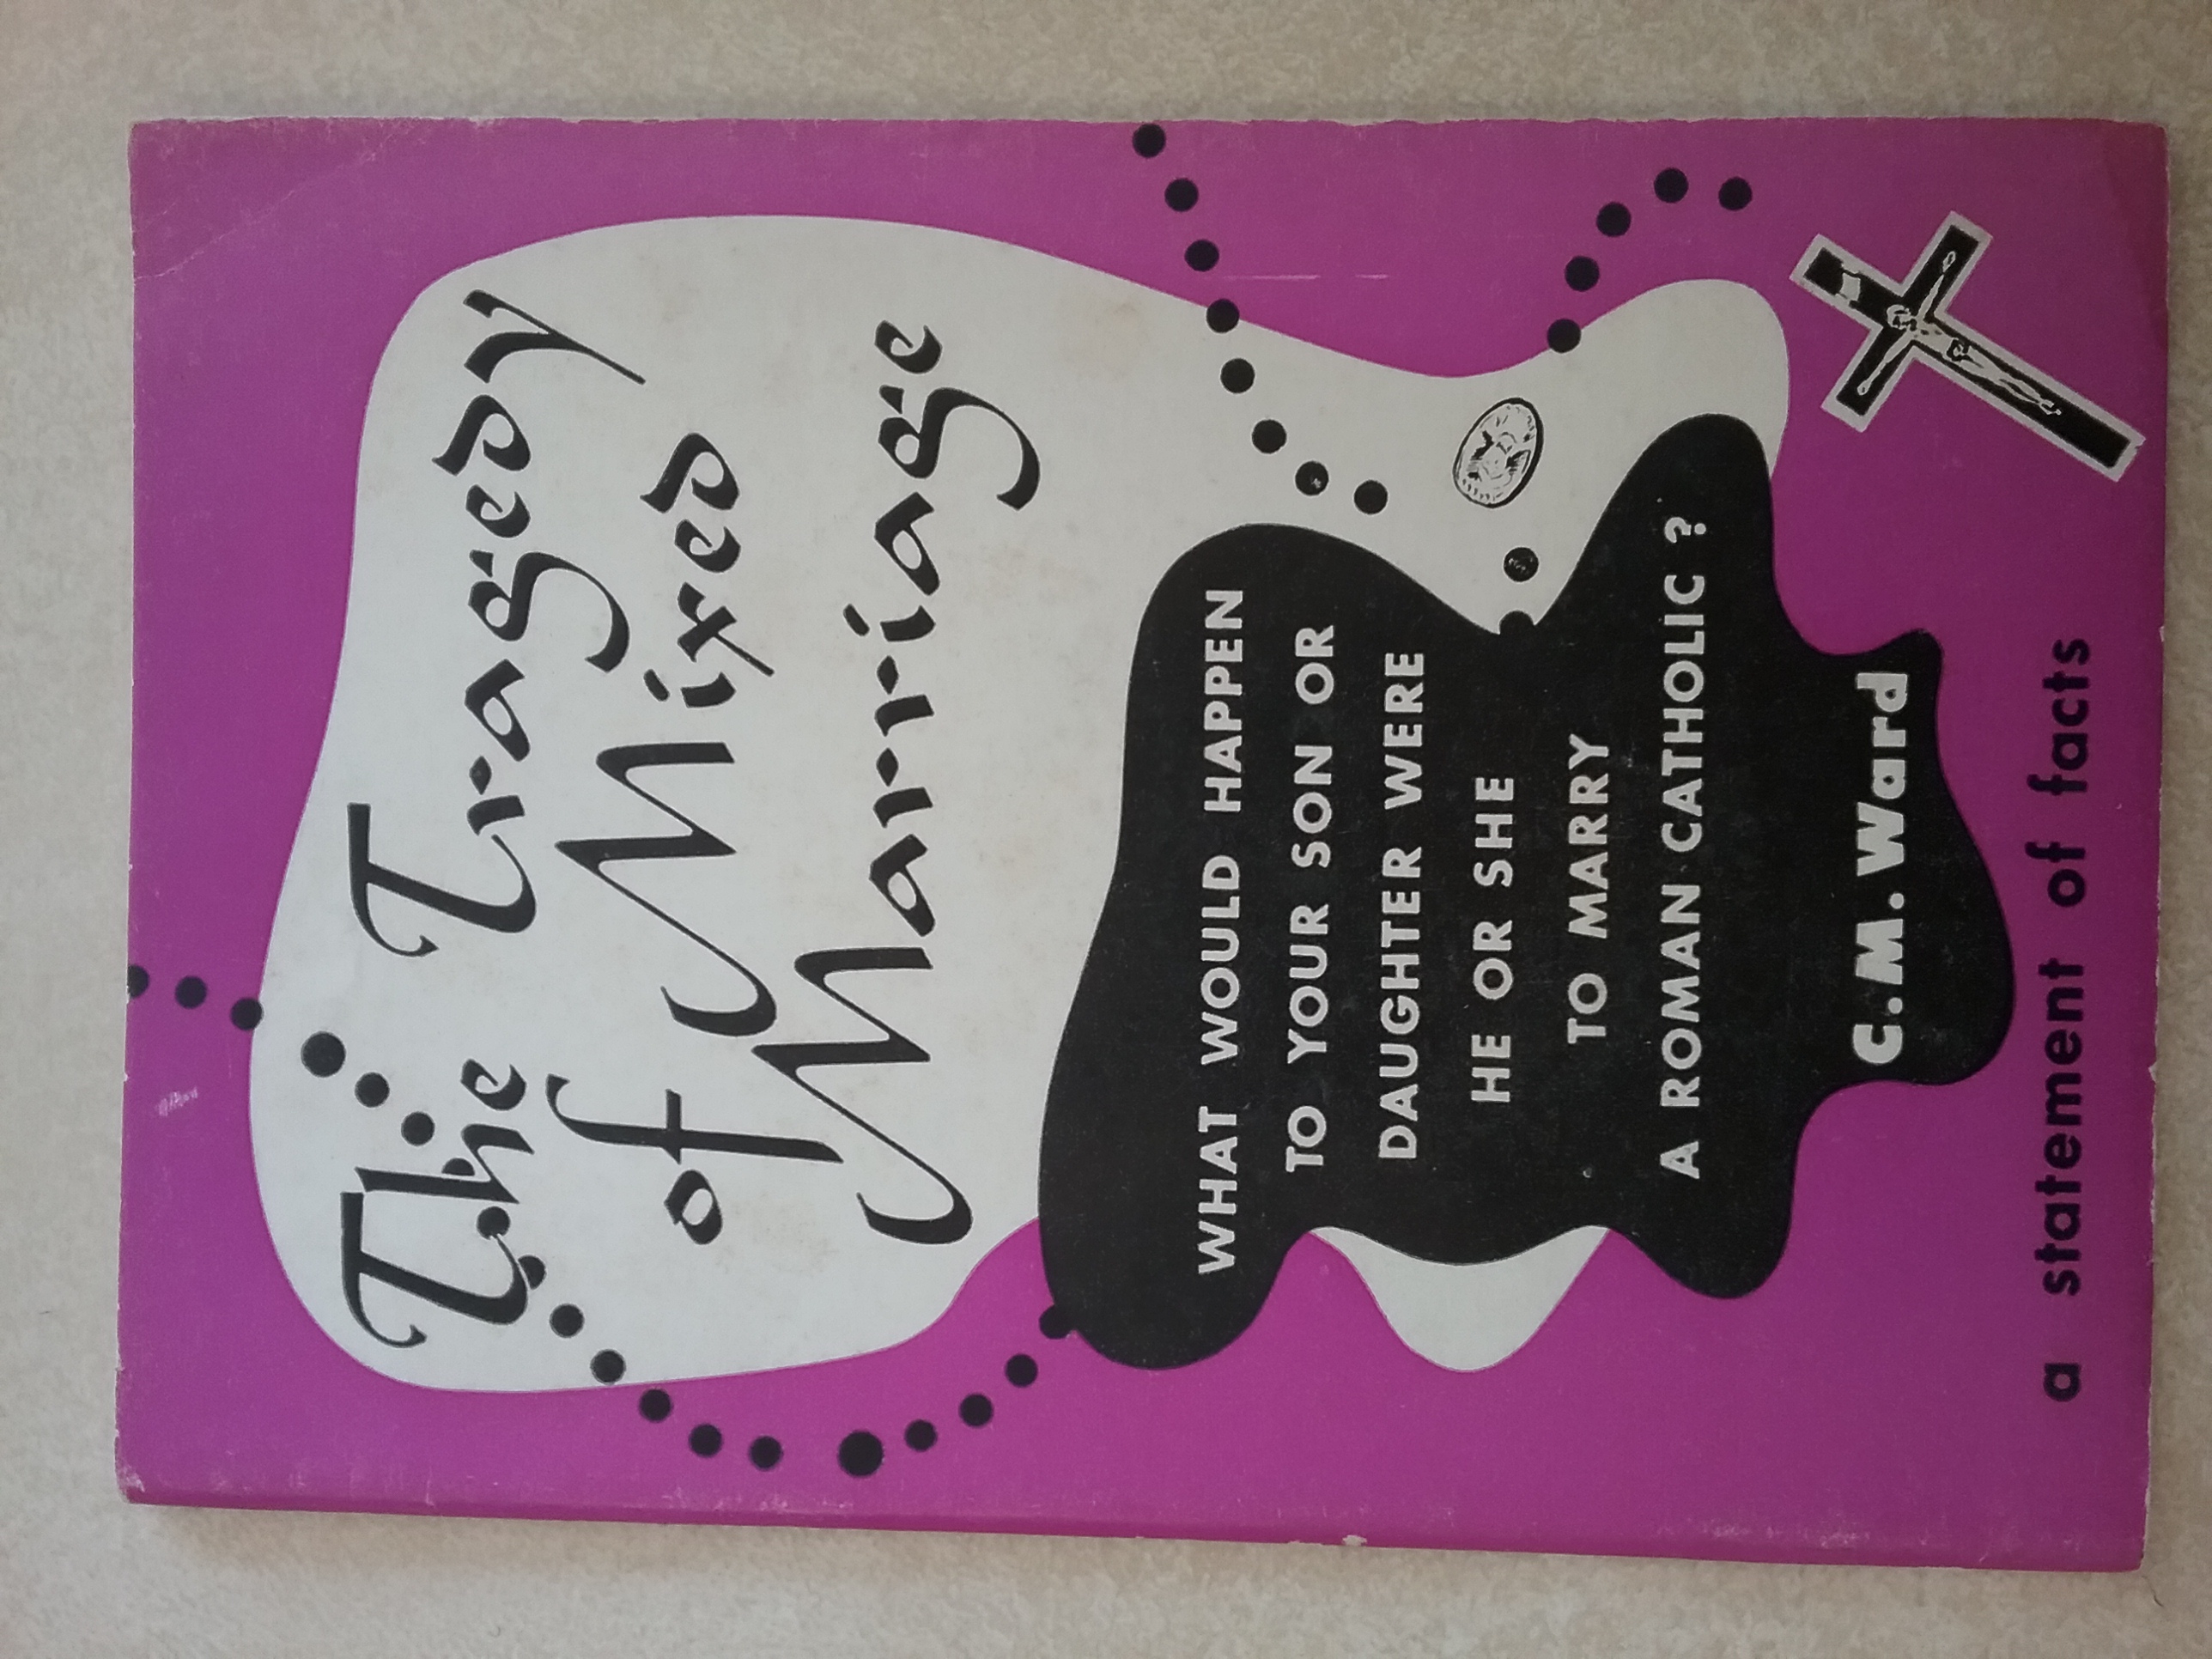 The Tragedy
of Mixed
Marriage
WHAT WOULD HAPPEN
TO YOUR SON OR
DAUGHTER WERE
HE OR SHE
TO MARRY
A ROMAN CATHOLIC ?
C.M. Ward
a statement of facts